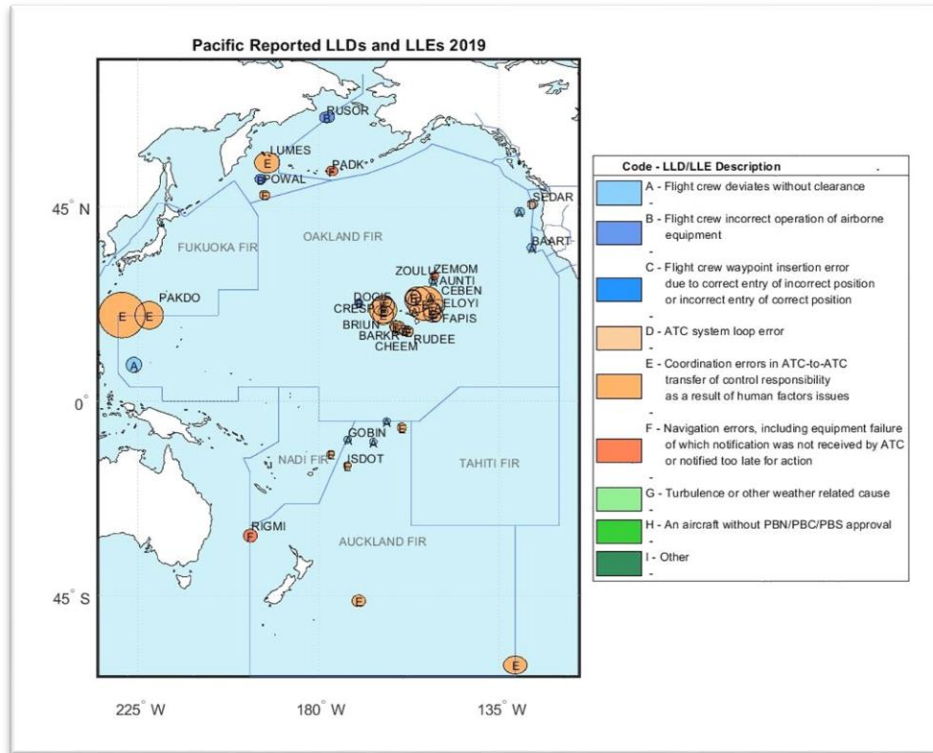 Pacific Reported LLDs and LLEs 2019
RUSOR
B
LUMES
E
PADK
F
POWAL
B
E
45° N
SEDAR
D
A
BAART
A
FUKUOKA FIR
OAKLAND FIR
ZOULU
ZEMOM
AUNTI
CEBEN
ELOYI
FAPIS
PAKDO
E
E
CRESP
BRIUN
BARKR
RUDEE
CHEEM
A
0°
GOBIN
NADI FIR
ISDOT
TAHITI FIR
RIGMI
F
AUCKLAND FIR
45° S
E
E
225° W
180° W
135° W
Code - LLD/LLE Description
A - Flight crew deviates without clearance
B - Flight crew incorrect operation of airborne
equipment
C - Flight crew waypoint insertion error
due to correct entry of incorrect position
or incorrect entry of correct position
D - ATC system loop error
E - Coordination errors in ATC-to-ATC
transfer of control responsibility
as a result of human factors issues
F - Navigation errors, including equipment failure
of which notification was not received by ATC
or notified too late for action
G - Turbulence or other weather related cause
H - An aircraft without PBN/PBC/PBS approval
I - Other